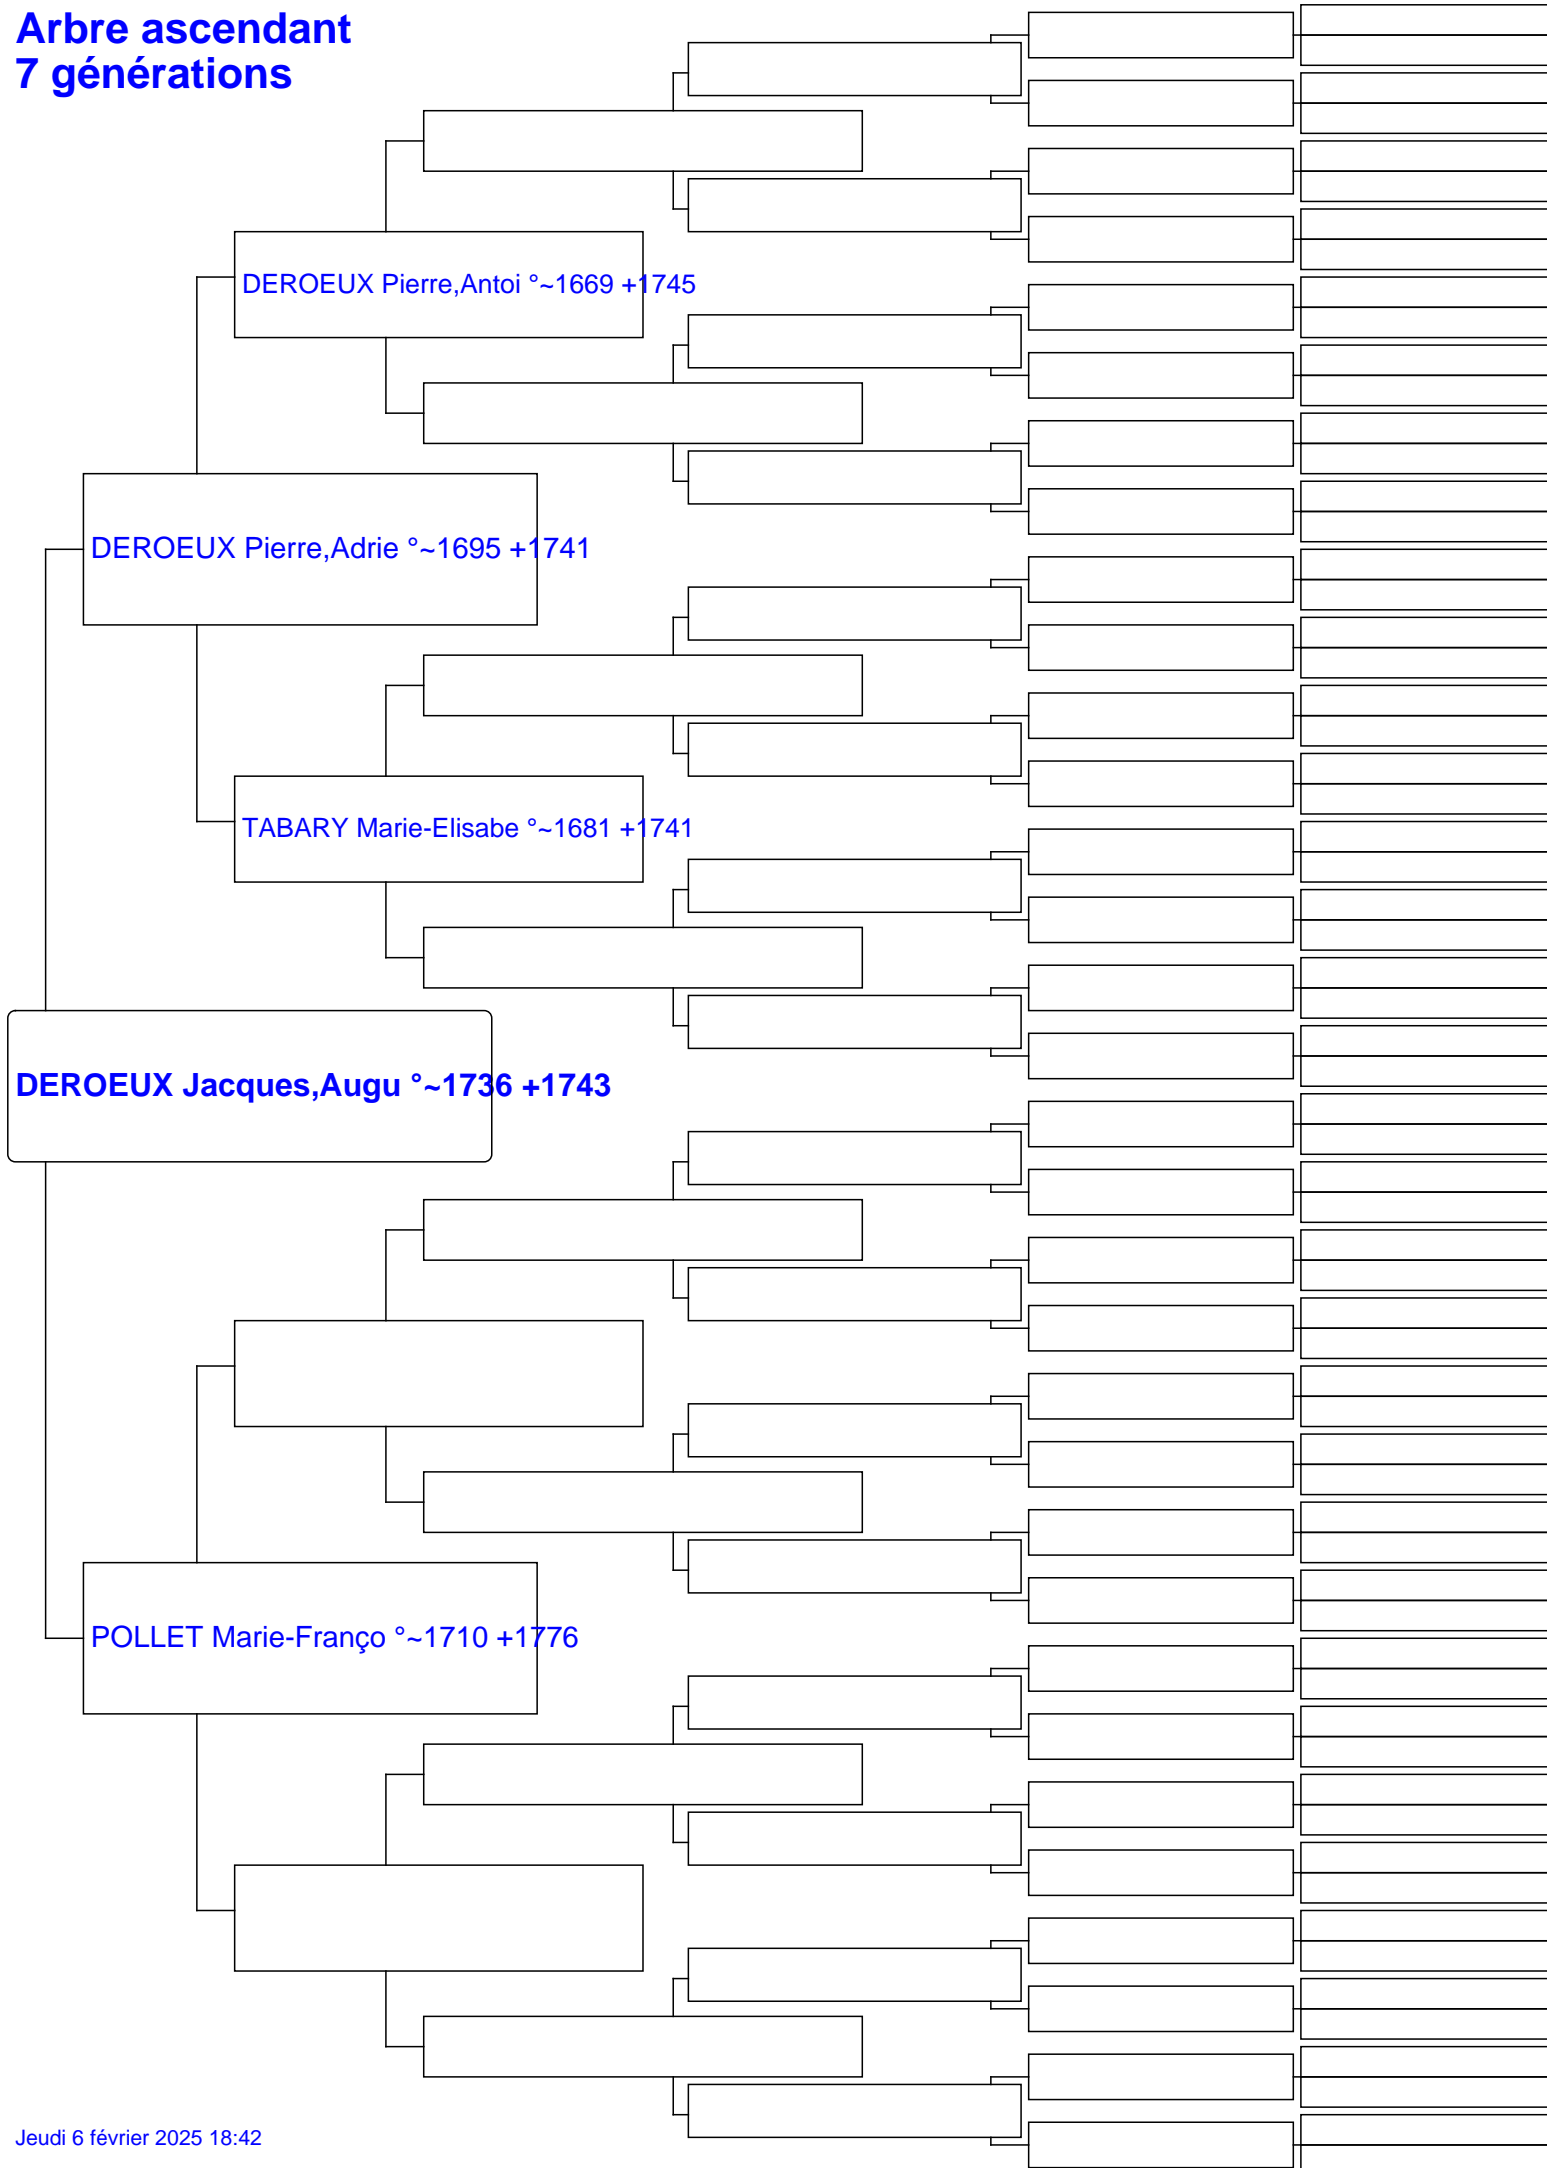 Arbre ascendant
7 générations
DEROEUX Pierre,Antoi °~1669 +1745
DEROEUX Pierre,Adrie °~1695 +1741
TABARY Marie-Elisabe °~1681 +1741
DEROEUX Jacques,Augu °~1736 +1743
POLLET Marie-Franço °~1710 +1776
Jeudi 6 février 2025 18:42